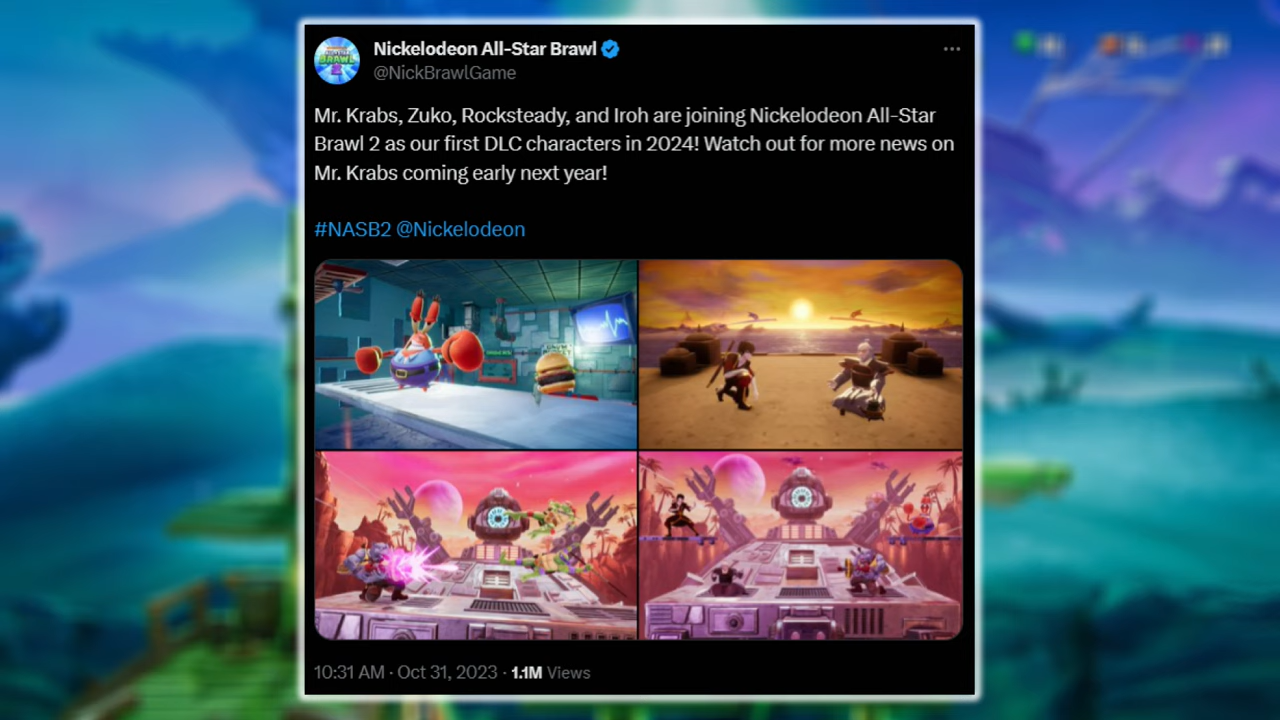 Nickelodeon All-Star Brawl
@NickBrawlGame
Mr. Krabs, Zuko, Rocksteady, and Iroh are joining Nickelodeon All-Star
Brawl 2 as our first DLC characters in 2024! Watch out for more news on
Mr. Krabs coming early next year!
#NASB2 @Nickelodeon
10:31 AM · Oct 31, 2023 · 1.1M Views